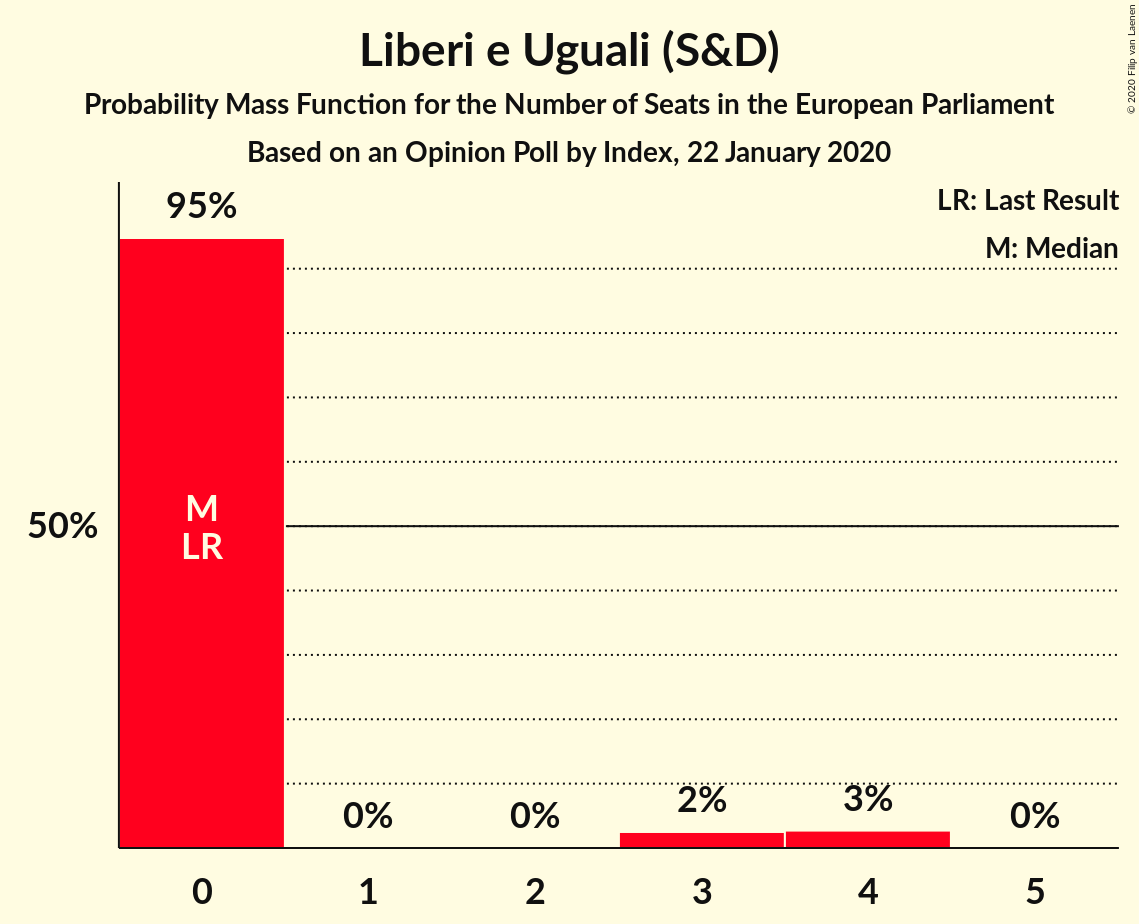 Liberi e Uguali (S&D)
Probability Mass Function for the Number of Seats in the European Parliament
Based on an Opinion Poll by Index, 22 January 2020
© 2020 Filip van Laenen
LR: Last Result
M: Median
95%
50%
M
LR
0%
0%
2%
3%
0%
0
1
2
3
4
5